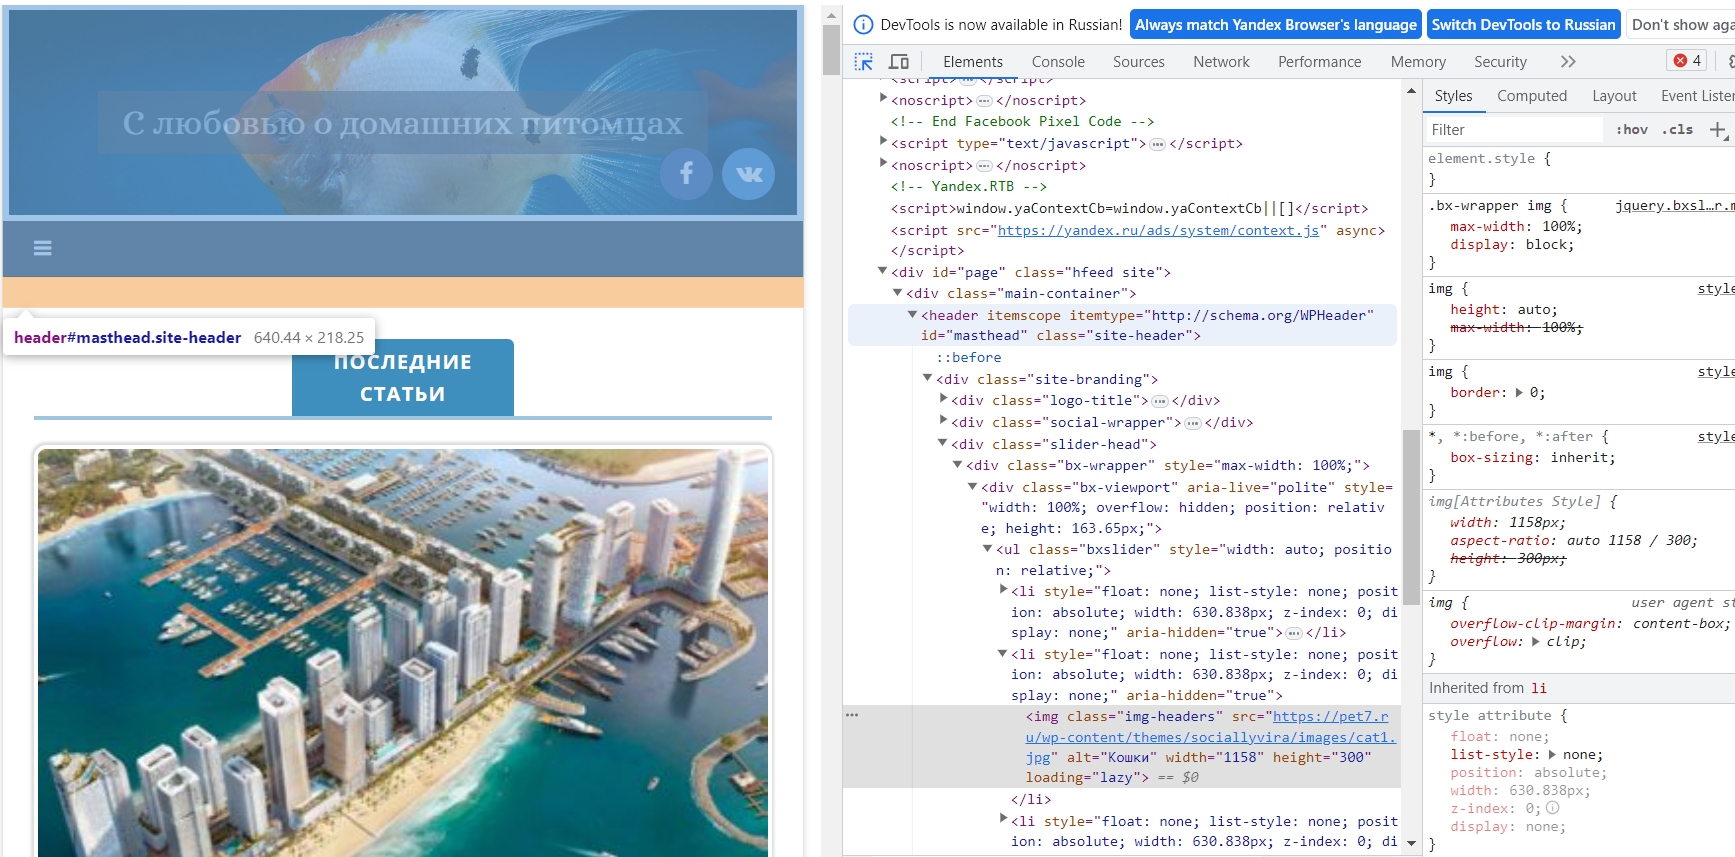 С любовью о домашних питомцах
header#masthead.site-header 640.44 × 218.25
ПОСЛЕДНИЕ
СТАТЬИ
DevTools is now available in Russian! Always match Yandex Browser's language Switch DevTools to Russian Don't show
Elements Console Sources Network Performance Memory Security 4
<noscript> ••• </noscript>
<!-- End Facebook Pixel Code -->
<script type="text/javascript"> ••• </script>
<noscript> ••• </noscript>
<!-- Yandex.RTB -->
<script>window.yaContextCb=window.yaContextCb||[]</script>
<script src="https://yandex.ru/ads/system/context.js" async>
</script>
<div id="page" class="hfeed site">
<div class="main-container">
<header itemscope itemtype="http://schema.org/WPHeader"
id="masthead" class="site-header">
::before
<div class="site-branding">
<div class="logo-title"> ••• </div>
<div class="social-wrapper"> ••• </div>
<div class="slider-head">
<div class="bx-wrapper" style="max-width: 100%;">
<div class="bx-viewport" aria-live="polite" style=
"width: 100%; overflow: hidden; position: relativ
e; height: 163.65px;">
<ul class="bxslider" style="width: auto; positio
n: relative;">
<li style="float: none; list-style: none; posit
ion: absolute; width: 630.838px; z-index: 0; di
splay: none;" aria-hidden="true"> ••• </li>
<li style="float: none; list-style: none; posit
ion: absolute; width: 630.838px; z-index: 0; di
splay: none;" aria-hidden="true">
<img class="img-headers" src="https://pet7.r
u/wp-content/themes/sociallyvira/images/cat1.
jpg" alt="Кошки" width="1158" height="300"
loading="lazy"> == $0
</li>
<li style="float: none; list-style: none; posit
ion: absolute; width: 630.838px; z-index: 0; di
Styles Computed Layout Event
Filter :hov .cls
element.style {
}
.bx-wrapper img { jquery.bxsl…r.m
max-width: 100%;
display: block;
}
img { style
height: auto;
max-width: 100%;
}
img { style
border: 0;
}
*, *:before, *:after { style
box-sizing: inherit;
}
img[Attributes Style] {
width: 1158px;
aspect-ratio: auto 1158 / 300;
height: 300px;
}
img { user agent st
overflow-clip-margin: content-box;
overflow: clip;
}
Inherited from li
style attribute {
float: none;
list-style: none;
position: absolute;
width: 630.838px;
z-index: 0;
display: none;
}